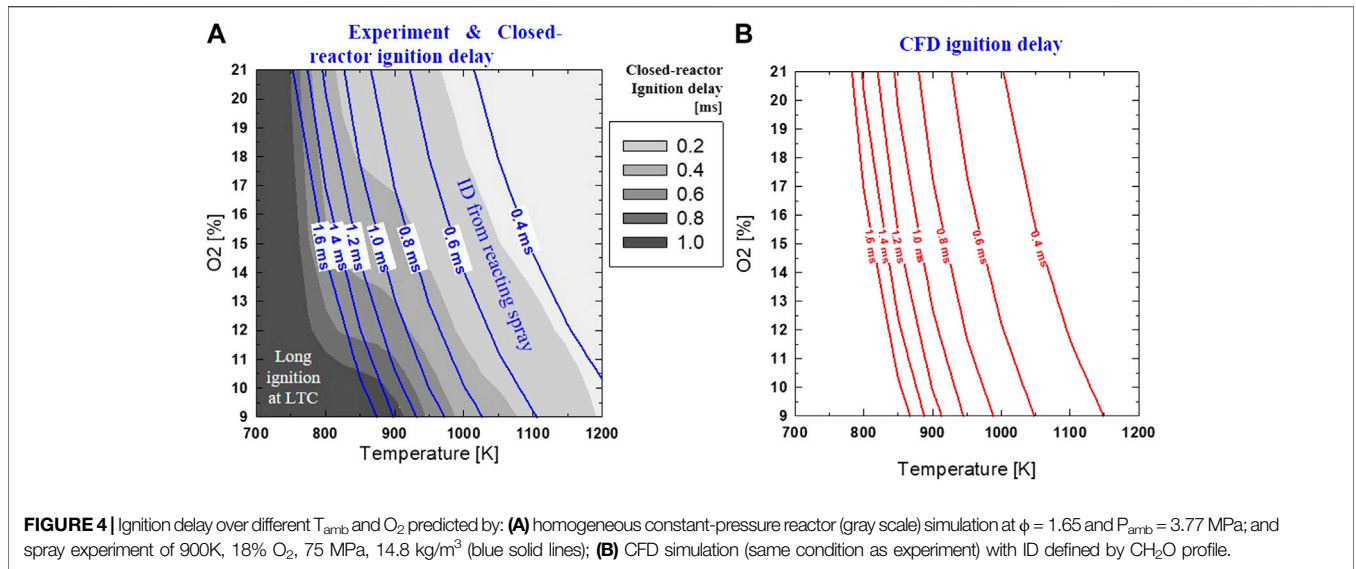 A
Experiment & Closed-
reactor ignition delay
21
20
19
18
17
16
15
14
13
12
11
10
9
O2 [%]
1.6 ms
1.4 ms
1.2 ms
1.0 ms
0.8 ms
0.6 ms
0.4 ms
ID from reacting spray
Long
ignition
at LTC
700 800 900 1000 1100 1200
Temperature [K]
Closed-reactor
Ignition delay
[ms]
0.2
0.4
0.6
0.8
1.0
B
CFD ignition delay
21
20
19
18
17
16
15
14
13
12
11
10
9
O2 [%]
1.6 ms
1.4 ms
1.2 ms
1.0 ms
0.8 ms
0.6 ms
0.4 ms
700 800 900 1000 1100 1200
Temperature [K]
FIGURE 4 | Ignition delay over different Tamb and O2 predicted by: (A) homogeneous constant-pressure reactor (gray scale) simulation at ϕ = 1.65 and Pamb = 3.77 MPa; and
spray experiment of 900K, 18% O2, 75 MPa, 14.8 kg/m³ (blue solid lines); (B) CFD simulation (same condition as experiment) with ID defined by CH2O profile.